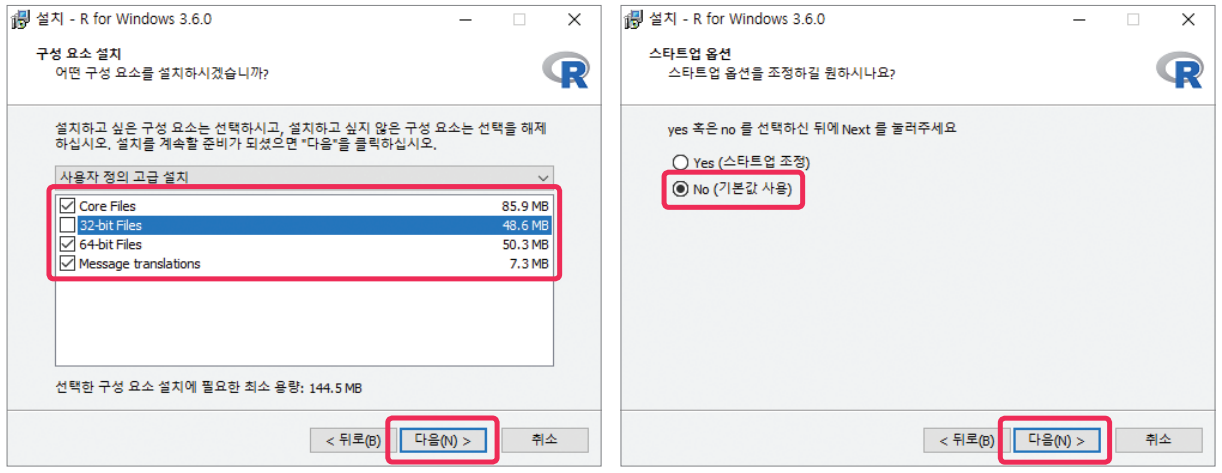 설치 - R for Windows 3.6.0
구성 요소 설치
어떤 구성 요소를 설치하시겠습니까?
R
설치하고 싶은 구성 요소는 선택하시고, 설치하고 싶지 않은 구성 요소는 선택을 해제
하십시오. 설치를 계속할 준비가 되셨으면 "다음"을 클릭하십시오.
사용자 정의 고급 설치
Core Files 85.9 MB
32-bit Files 48.6 MB
64-bit Files 50.3 MB
Message translations 7.3 MB
선택한 구성 요소 설치에 필요한 최소 용량: 144.5 MB
< 뒤로(B) 다음(N) > 취소
설치 - R for Windows 3.6.0
스타트업 옵션
스타트업 옵션을 조정하길 원하시나요?
R
yes 혹은 no 를 선택하신 뒤에 Next 를 눌러주세요
Yes (스타트업 조정)
No (기본값 사용)
< 뒤로(B) 다음(N) > 취소